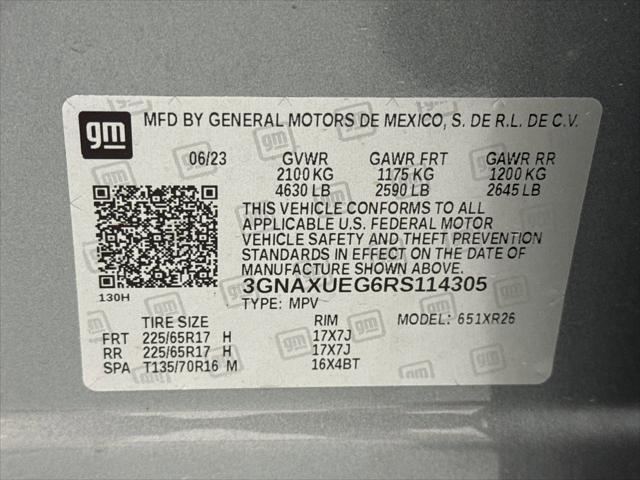 gm MFD BY GENERAL MOTORS DE MEXICO, S. DE R.L. DE C.V.
06/23 GVWR GAWR FRT GAWR RR
2100 KG 1175 KG 1200 KG
4630 LB 2590 LB 2645 LB
THIS VEHICLE CONFORMS TO ALL
APPLICABLE U.S. FEDERAL MOTOR
VEHICLE SAFETY AND THEFT PREVENTION
STANDARDS IN EFFECT ON THE DATE OF
MANUFACTURE SHOWN ABOVE.
130H 3GNAXUEG6RS114305
TYPE: MPV
TIRE SIZE RIM MODEL: 651XR26
FRT 225/65R17 H 17X7J
RR 225/65R17 H 17X7J
SPA T135/70R16 M 16X4BT